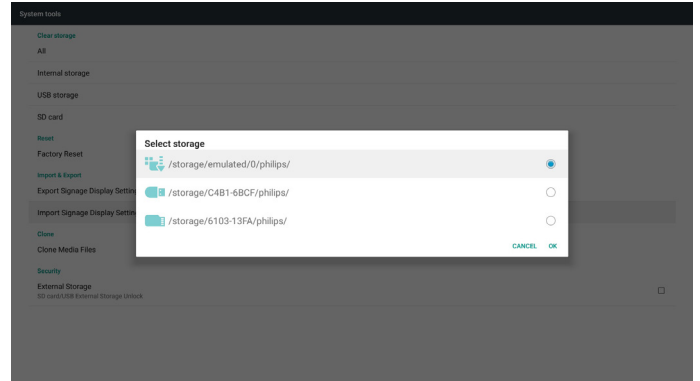 System tools
Clear storage
All
Internal storage
USB storage
SD card
Reset
Factory Reset
Import & Export
Export Signage Display Settin
Import Signage Display Settin
Clone
Clone Media Files
Security
External Storage
SD card/USB External Storage Unlock
Select storage
/storage/emulated/0/philips/
/storage/C4B1-6BCF/philips/
/storage/6103-13FA/philips/
CANCEL OK